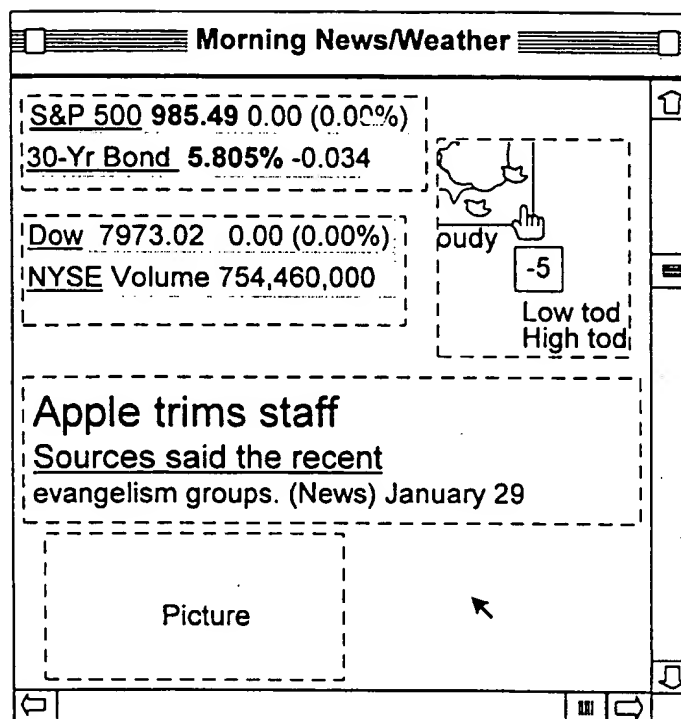 Morning News/Weather
S&P 500 985.49 0.00 (0.00%)
30-Yr Bond 5.805% -0.034
Dow 7973.02 0.00 (0.00%)
NYSE Volume 754,460,000
oudy
-5
Low tod
High tod
Apple trims staff
Sources said the recent
evangelism groups. (News) January 29
Picture